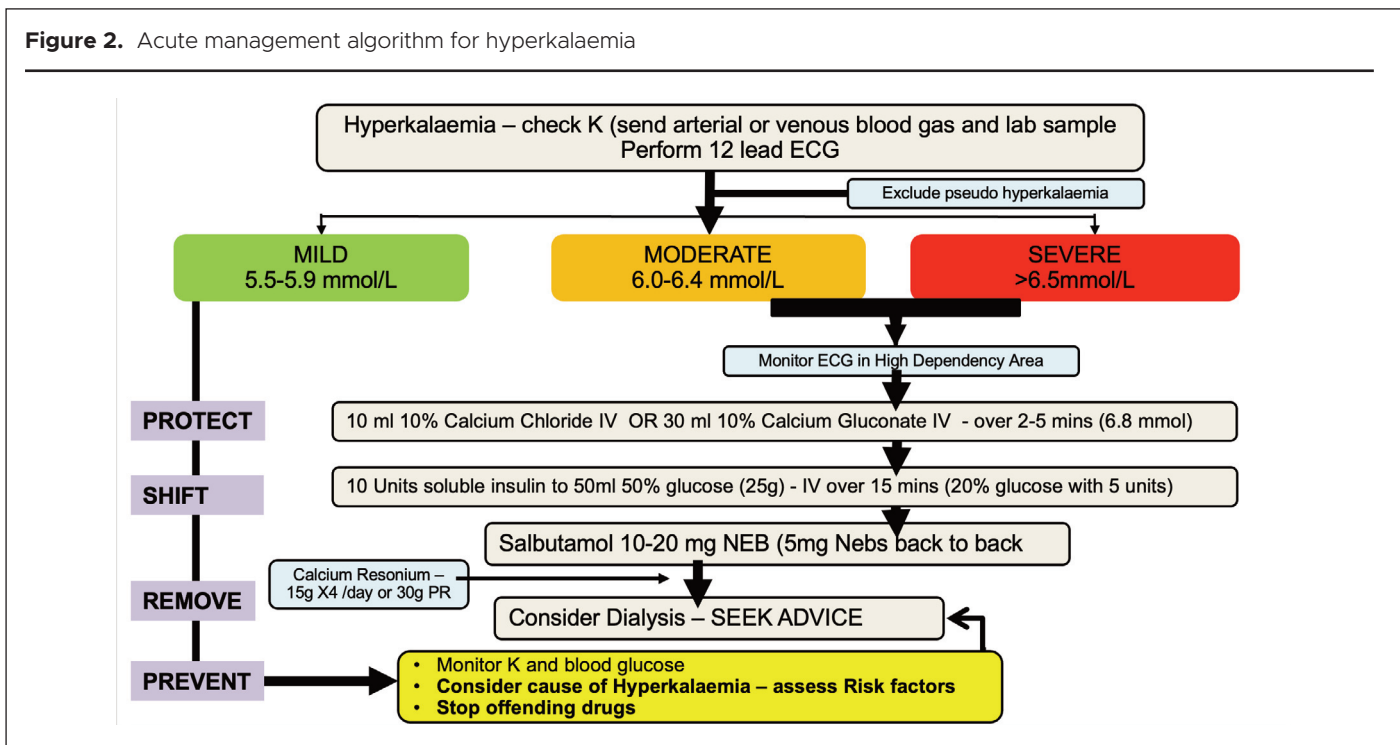 Figure 2. Acute management algorithm for hyperkalaemia
Hyperkalaemia – check K (send arterial or venous blood gas and lab sample
Perform 12 lead ECG
Exclude pseudo hyperkalaemia
MILD
5.5-5.9 mmol/L
MODERATE
6.0-6.4 mmol/L
SEVERE
>6.5mmol/L
Monitor ECG in High Dependency Area
PROTECT
10 ml 10% Calcium Chloride IV OR 30 ml 10% Calcium Gluconate IV - over 2-5 mins (6.8 mmol)
SHIFT
10 Units soluble insulin to 50ml 50% glucose (25g) - IV over 15 mins (20% glucose with 5 units)
Salbutamol 10-20 mg NEB (5mg Nebs back to back
Calcium Resonium –
15g X4 /day or 30g PR
REMOVE
Consider Dialysis – SEEK ADVICE
PREVENT
• Monitor K and blood glucose
• Consider cause of Hyperkalaemia – assess Risk factors
• Stop offending drugs